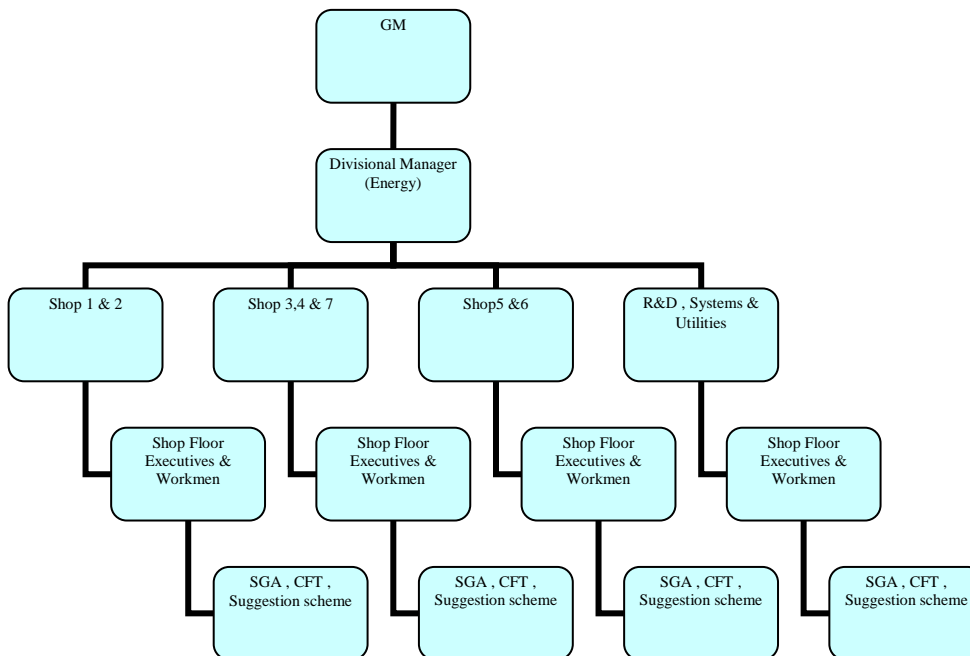 GM
Divisional Manager
(Energy)
Shop 1 & 2
Shop 3,4 & 7
Shop5 &6
R&D , Systems &
Utilities
Shop Floor
Executives &
Workmen
Shop Floor
Executives &
Workmen
Shop Floor
Executives &
Workmen
Shop Floor
Executives &
Workmen
SGA , CFT ,
Suggestion scheme
SGA , CFT ,
Suggestion scheme
SGA , CFT ,
Suggestion scheme
SGA , CFT ,
Suggestion scheme